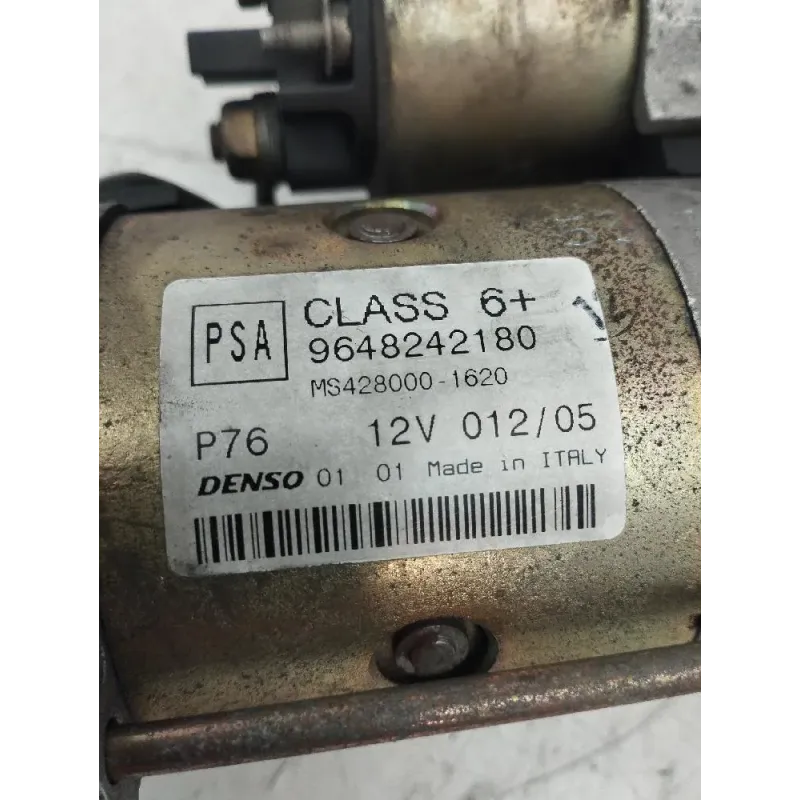 PSA
CLASS 6+
9648242180
MS428000-1620
P76 12V 012/05
DENSO 01 01 Made in ITALY